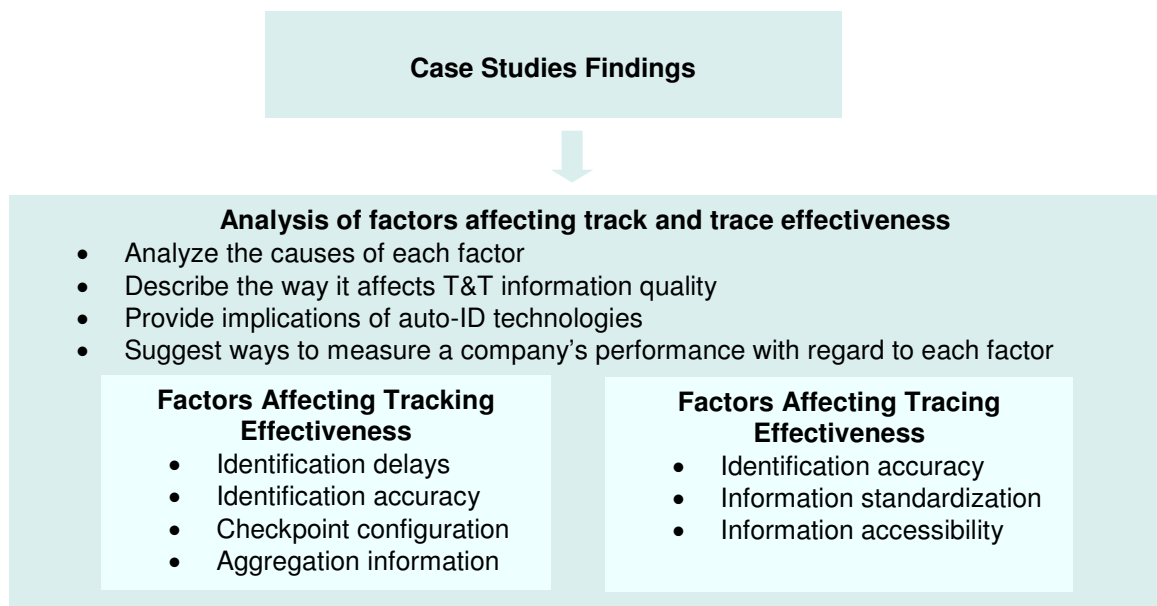 Case Studies Findings
Analysis of factors affecting track and trace effectiveness
• Analyze the causes of each factor
• Describe the way it affects T&T information quality
• Provide implications of auto-ID technologies
• Suggest ways to measure a company’s performance with regard to each factor
Factors Affecting Tracking
Effectiveness
• Identification delays
• Identification accuracy
• Checkpoint configuration
• Aggregation information
Factors Affecting Tracing
Effectiveness
• Identification accuracy
• Information standardization
• Information accessibility